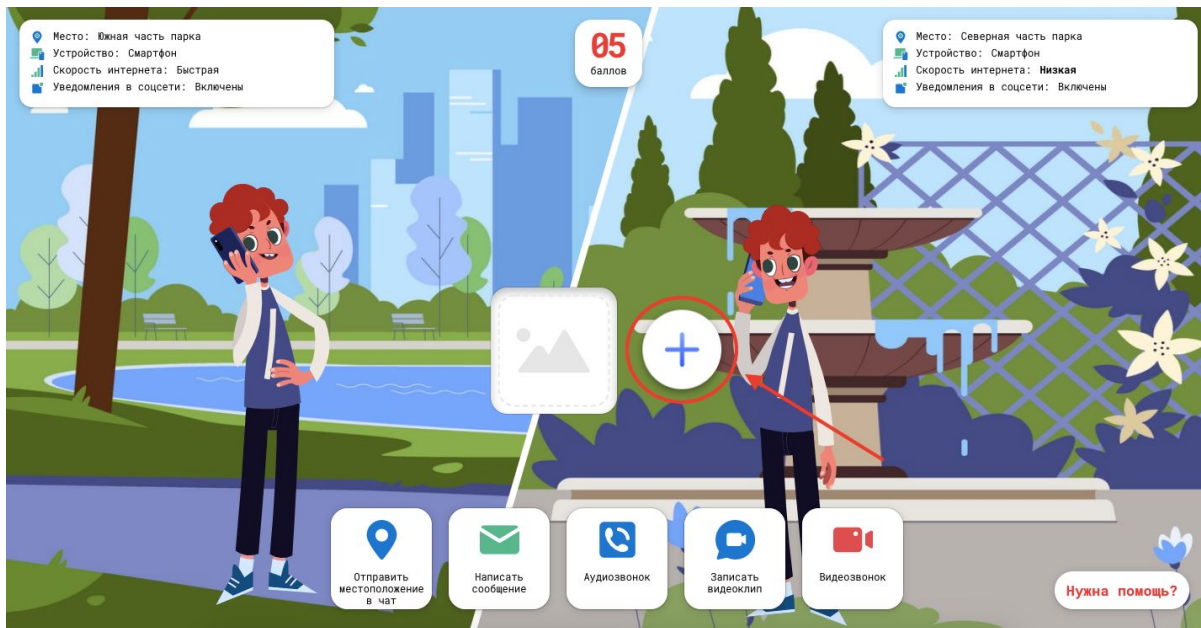 Место: Южная часть парка
Устройство: Смартфон
Скорость интернета: Быстрая
Уведомления в соцсети: Включены
05
баллов
Место: Северная часть парка
Устройство: Смартфон
Скорость интернета: Низкая
Уведомления в соцсети: Включены
Отправить
местоположение
в чат
Написать
сообщение
Аудиозвонок
Записать
видеоклип
Видеозвонок
Нужна помощь?